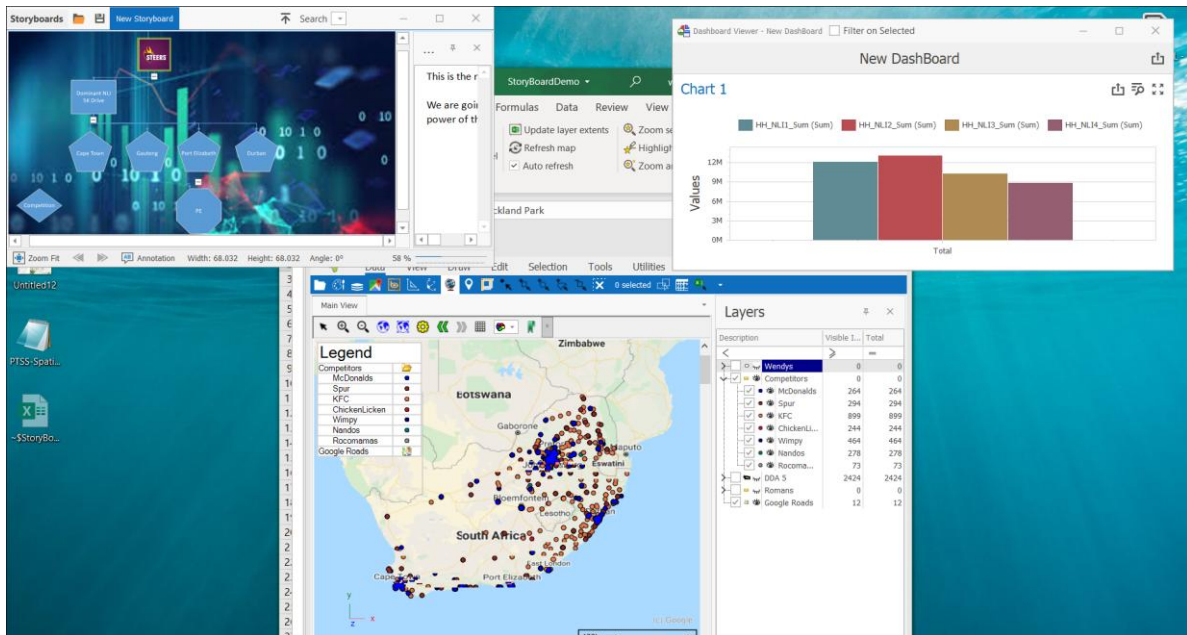 Storyboards New Storyboard Search
STEERS
Dominant NLI
5K Drive
Cape Town Gauteng Port Elizabeth Durban
Competition
PE
Zoom Fit Annotation Width: 68.032 Height: 68.032 Angle: 0° 58 %
...
This is the
We are goin
power of th
StoryBoardDemo
Formulas Data Review View
Update layer extents
Refresh map
Auto refresh
Zoom se
Highligh
Zoom a
ckland Park
Dashboard Viewer - New DashBoard Filter on Selected
New DashBoard
Chart 1
HH_NLI1_Sum (Sum) HH_NLI2_Sum (Sum) HH_NLI3_Sum (Sum) HH_NLI4_Sum (Sum)
Values
12M
9M
6M
3M
0M
Total
Untitled12
PTSS-Spati...
~$StoryBo...
Data View Draw Edit Selection Tools Utilities
0 selected
Main View
Legend
Competitors
McDonalds
Spur
KFC
ChickenLicken
Wimpy
Nandos
Rocomamas
Google Roads
Zimbabwe
Botswana
Gaborone
Maputo
Eswatini
Bloemfontein
Lesotho
South Africa
East London
Cape Town
Port Elizabeth
y
x
z
(c) Google
Layers
Description Visible I... Total
Wendys 0 0
Competitors 0 0
McDonalds 264 264
Spur 294 294
KFC 899 899
ChickenLi... 244 244
Wimpy 464 464
Nandos 278 278
Rocoma... 73 73
DDA 5 2424 2424
Romans 0 0
Google Roads 12 12